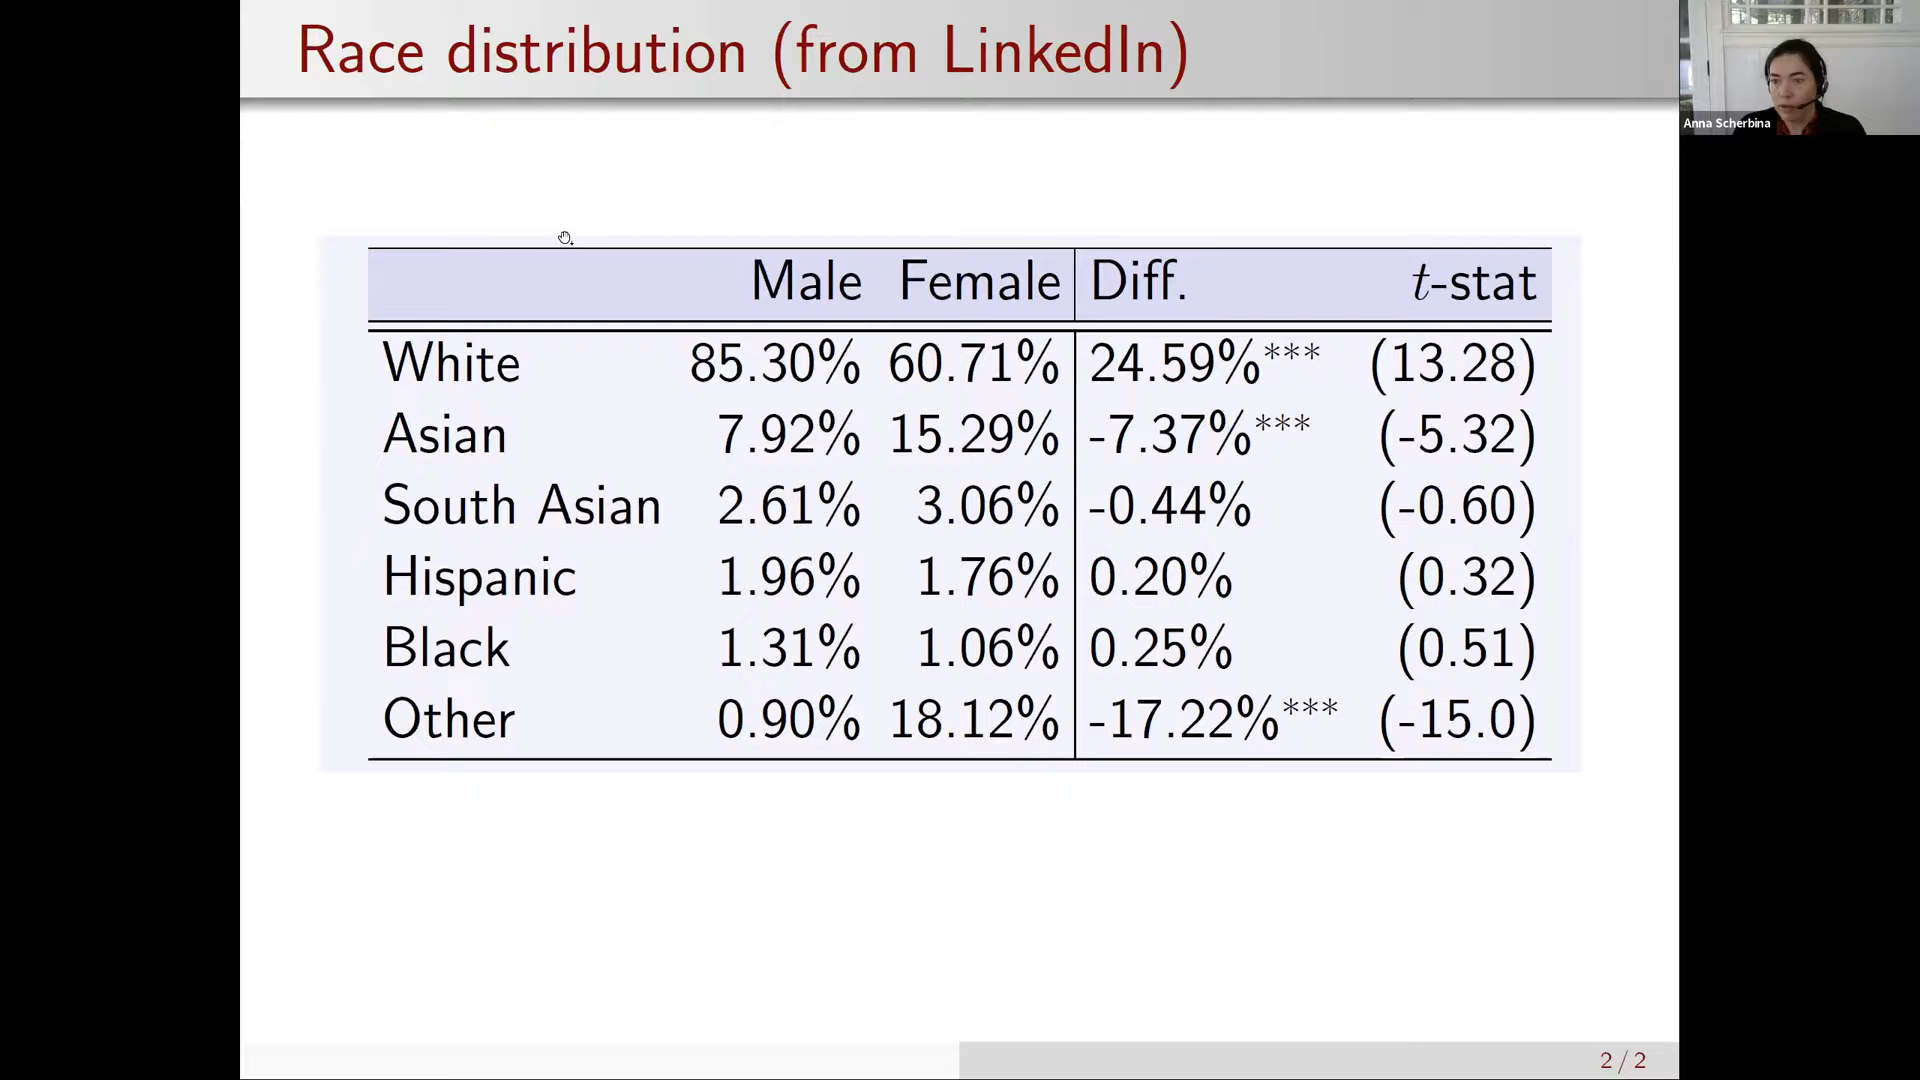 Race distribution (from LinkedIn)
Anna Scherbina
Male Female Diff. t-stat
White 85.30% 60.71% 24.59%*** (13.28)
Asian 7.92% 15.29% -7.37%*** (-5.32)
South Asian 2.61% 3.06% -0.44% (-0.60)
Hispanic 1.96% 1.76% 0.20% (0.32)
Black 1.31% 1.06% 0.25% (0.51)
Other 0.90% 18.12% -17.22%*** (-15.0)
2 / 2